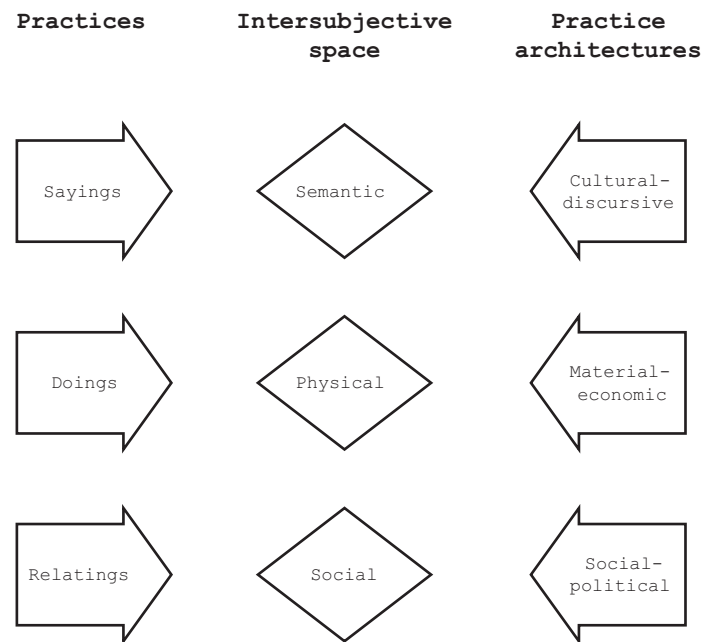 Practices
Intersubjective
space
Practice
architectures
Sayings
Semantic
Cultural-
discursive
Doings
Physical
Material-
economic
Relatings
Social
Social-
political